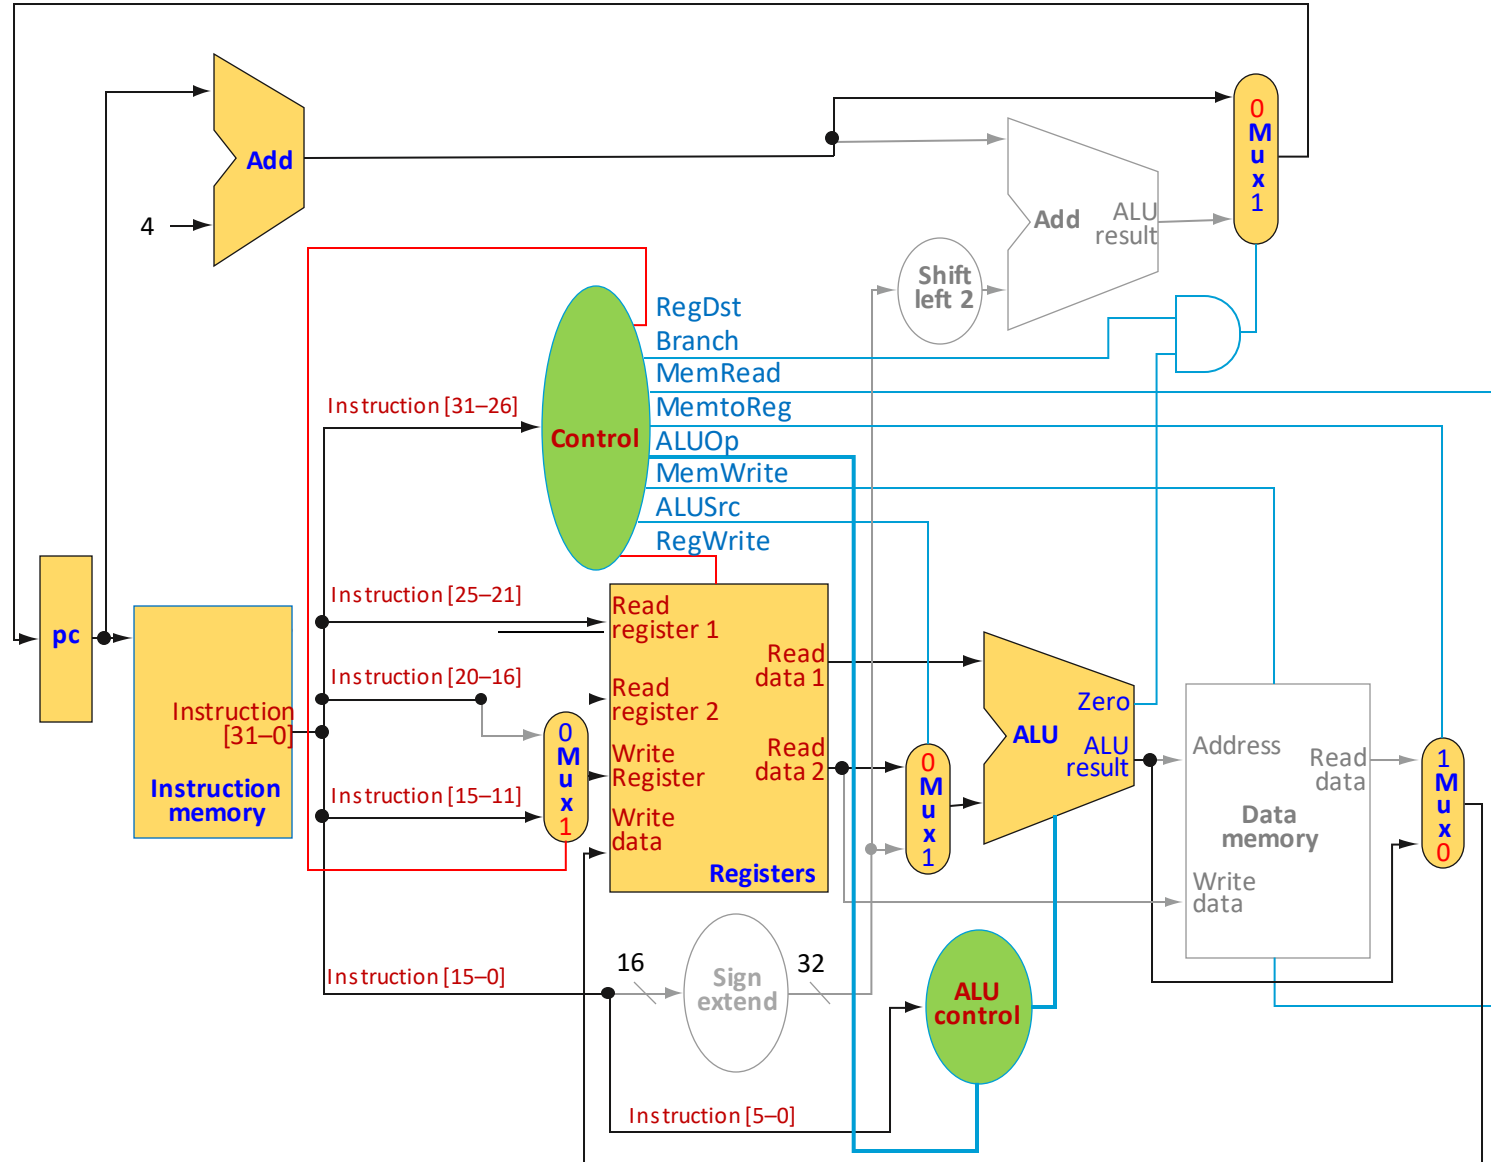 0
M
u
x
1
Add
4
Add
ALU
result
Shift
left 2
RegDst
Branch
MemRead
MemtoReg
ALUOp
MemWrite
ALUSrc
RegWrite
Control
Instruction [31–26]
Instruction [25–21]
Instruction [20–16]
Instruction [15–11]
Instruction [15–0]
Instruction [5–0]
pc
Instruction
[31–0]
Instruction
memory
0
M
u
x
1
Read
register 1
Read
register 2
Write
Register
Write
data
Read
data 1
Read
data 2
Registers
0
M
u
x
1
Zero
ALU
ALU
result
Address
Read
data
Data
memory
Write
data
1
M
u
x
0
16
Sign
extend
32
ALU
control